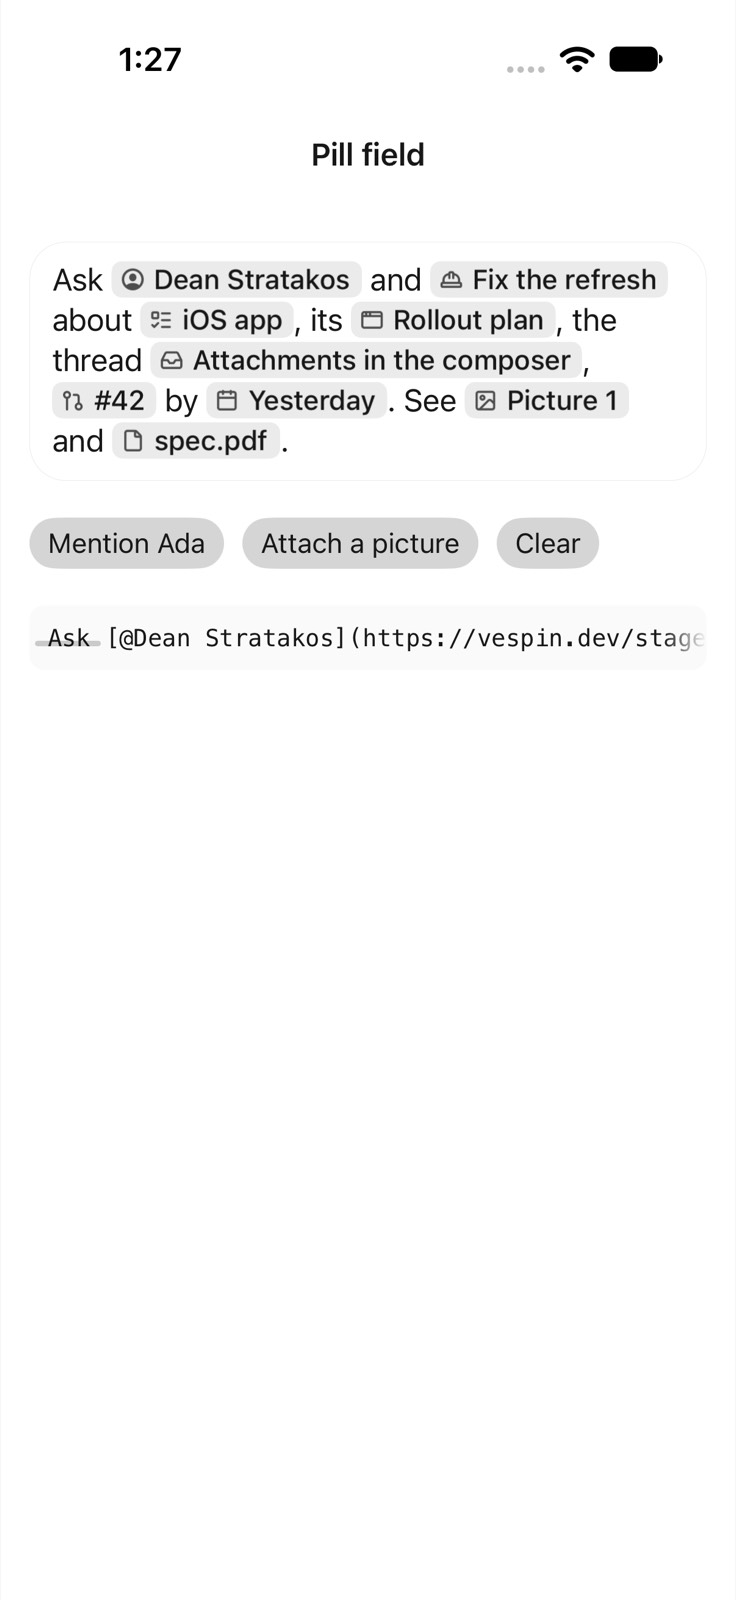 1:27
Pill field
Ask Dean Stratakos and Fix the refresh
about iOS app, its Rollout plan, the
thread Attachments in the composer,
#42 by Yesterday. See Picture 1
and spec.pdf.
Mention Ada Attach a picture Clear
Ask [@Dean Stratakos](https://vespin.dev/stage